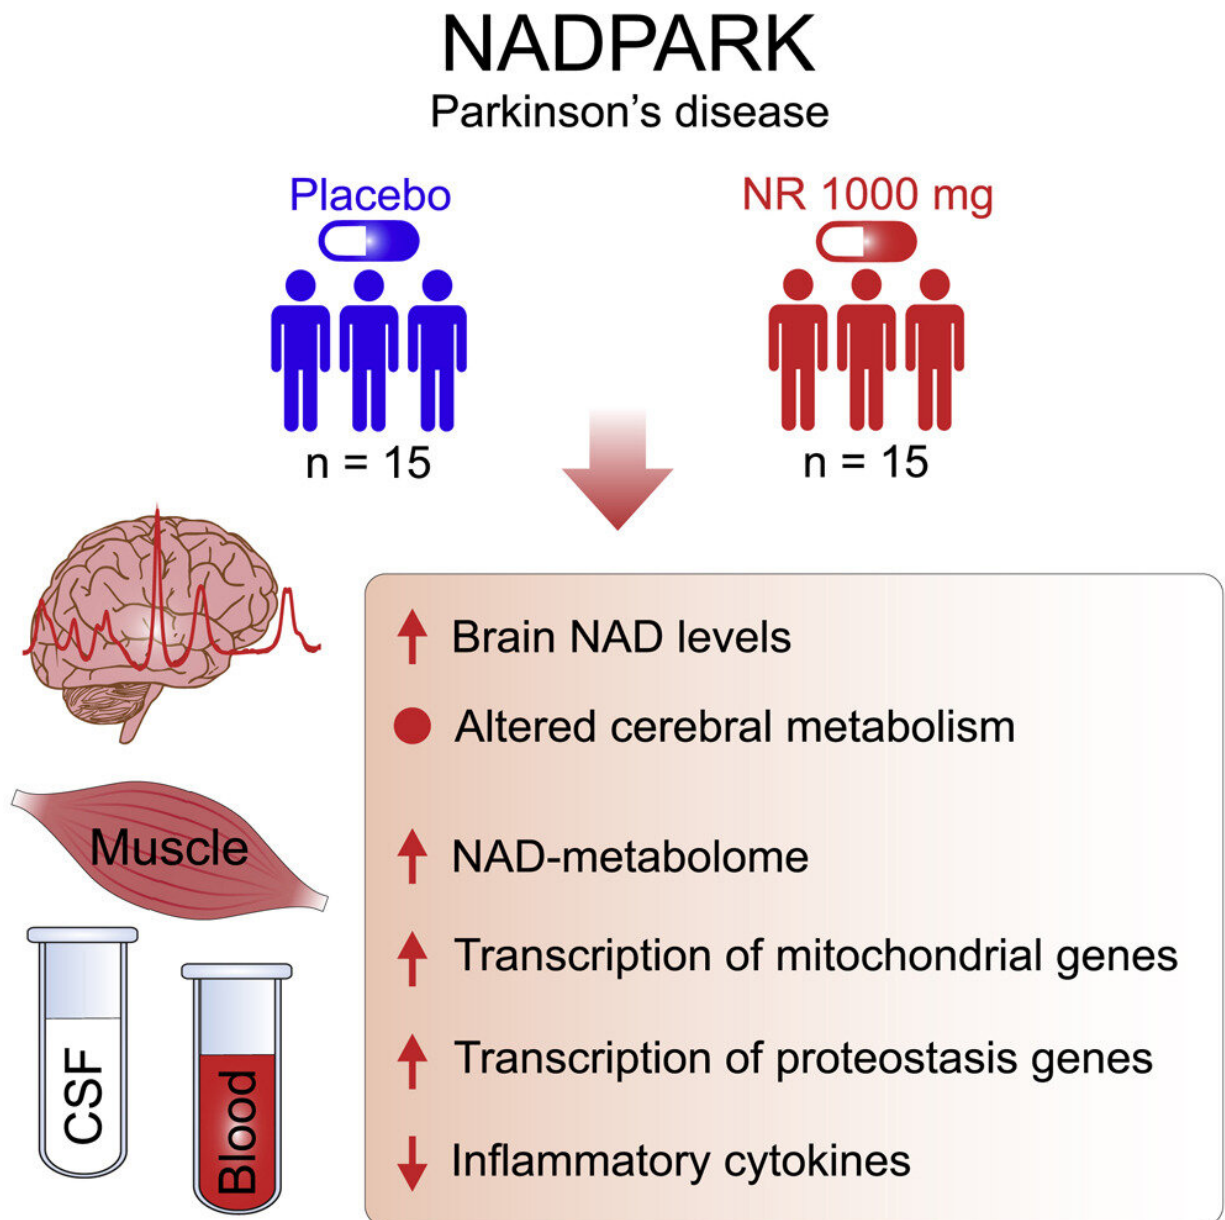 NADPARK
Parkinson’s disease
Placebo
NR 1000 mg
n = 15
n = 15
Brain NAD levels
Altered cerebral metabolism
Muscle
NAD-metabolome
Transcription of mitochondrial genes
Transcription of proteostasis genes
Inflammatory cytokines
CSF
Blood